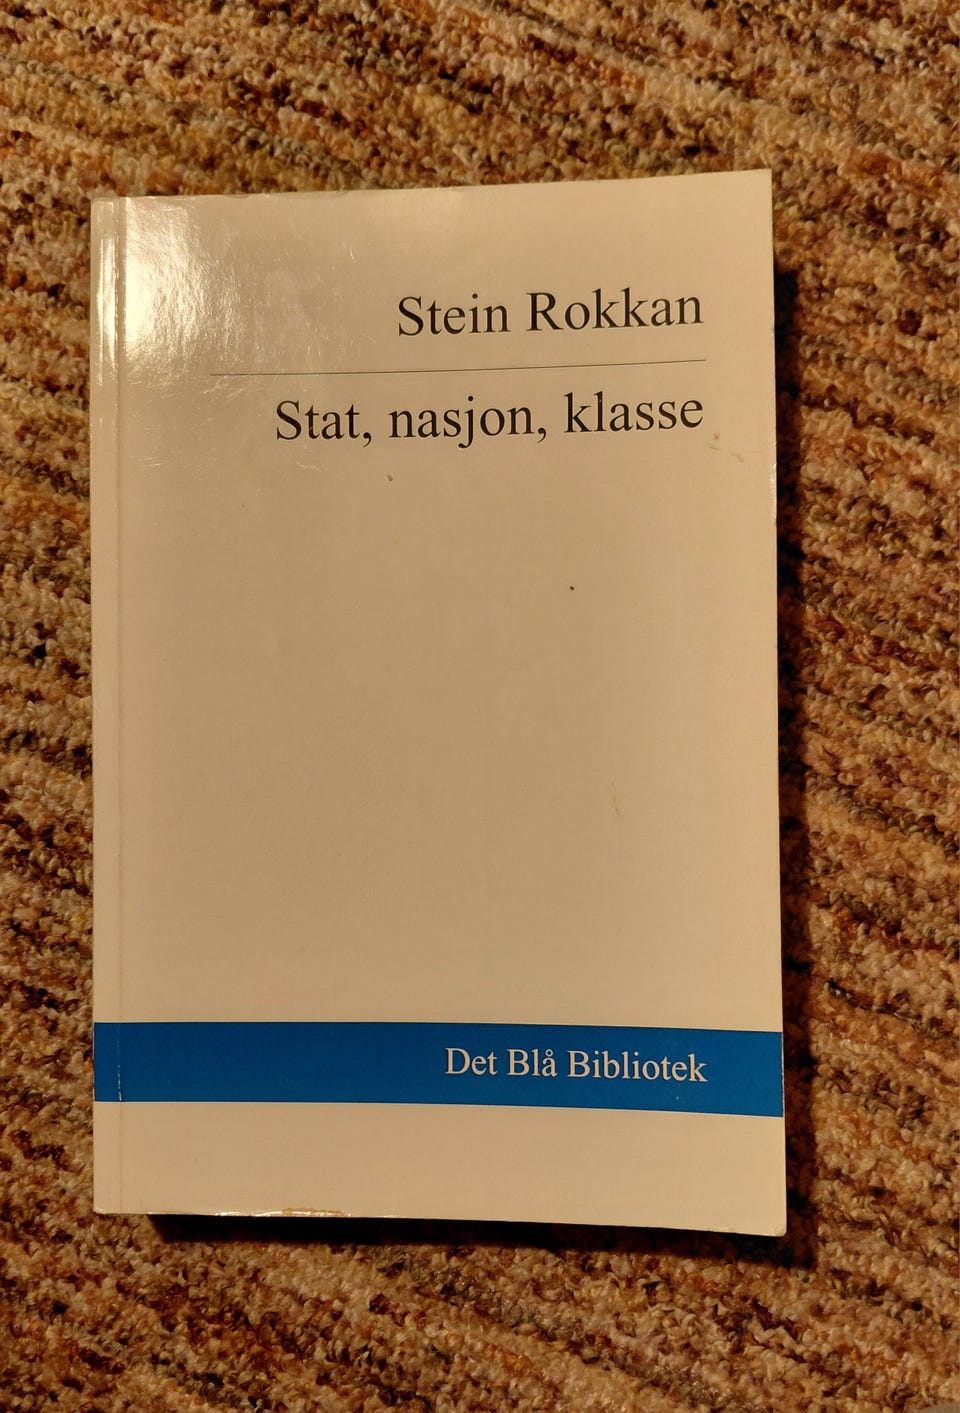 Stein Rokkan
Stat, nasjon, klasse
Det Blå Bibliotek